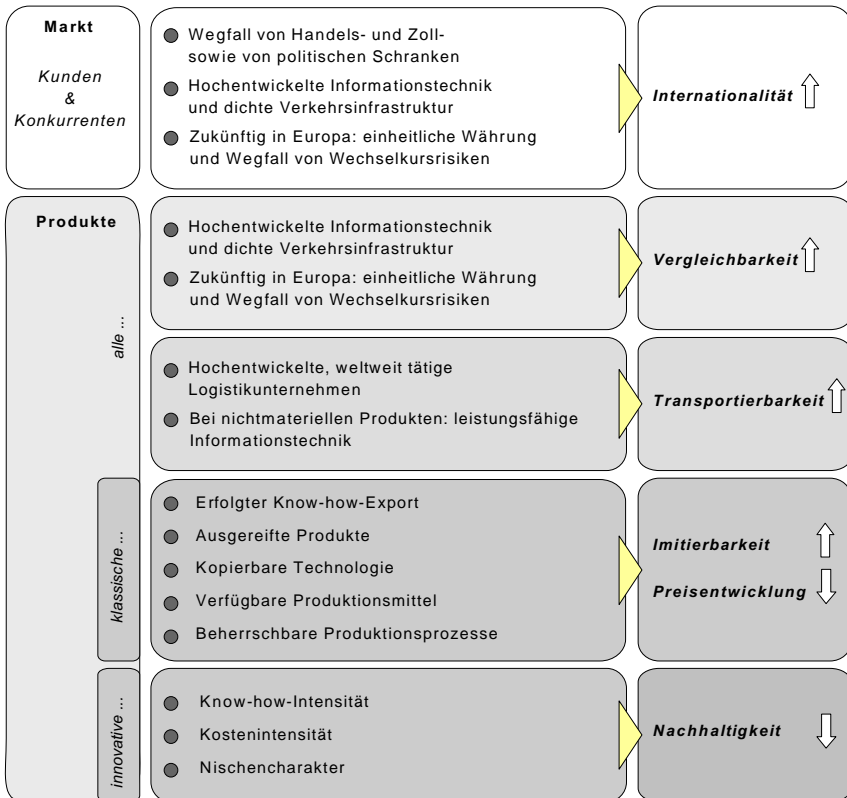 Markt
Kunden
&
Konkurrenten
Wegfall von Handels- und Zoll-
sowie von politischen Schranken
Hochentwickelte Informationstechnik
und dichte Verkehrsinfrastruktur
Zukünftig in Europa: einheitliche Währung
und Wegfall von Wechselkursrisiken
Internationalität
Produkte
alle ...
Hochentwickelte Informationstechnik
und dichte Verkehrsinfrastruktur
Zukünftig in Europa: einheitliche Währung
und Wegfall von Wechselkursrisiken
Vergleichbarkeit
Hochentwickelte, weltweit tätige
Logistikunternehmen
Bei nichtmateriellen Produkten: leistungsfähige
Informationstechnik
Transportierbarkeit
klassische ...
Erfolgter Know-how-Export
Ausgereifte Produkte
Kopierbare Technologie
Verfügbare Produktionsmittel
Beherrschbare Produktionsprozesse
Imitierbarkeit
Preisentwicklung
innovative ...
Know-how-Intensität
Kostenintensität
Nischencharakter
Nachhaltigkeit